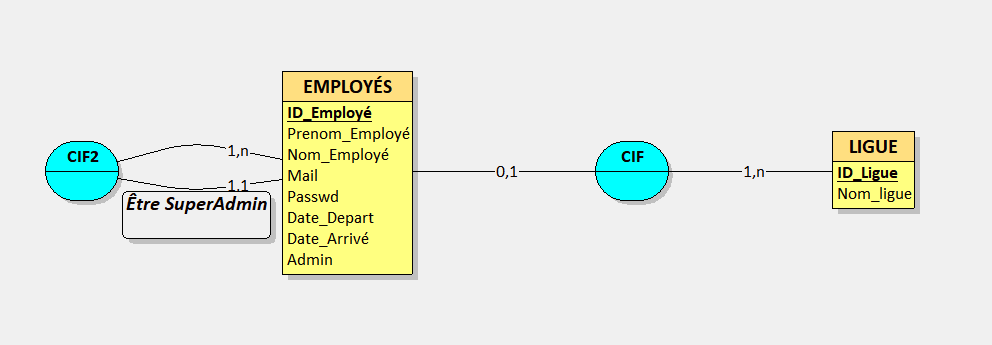 CIF2
1,n
1,1
Être SuperAdmin
EMPLOYÉS
ID_Employé
Prenom_Employé
Nom_Employé
Mail
Passwd
Date_Depart
Date_Arrivé
Admin
0,1
CIF
1,n
LIGUE
ID_Ligue
Nom_ligue